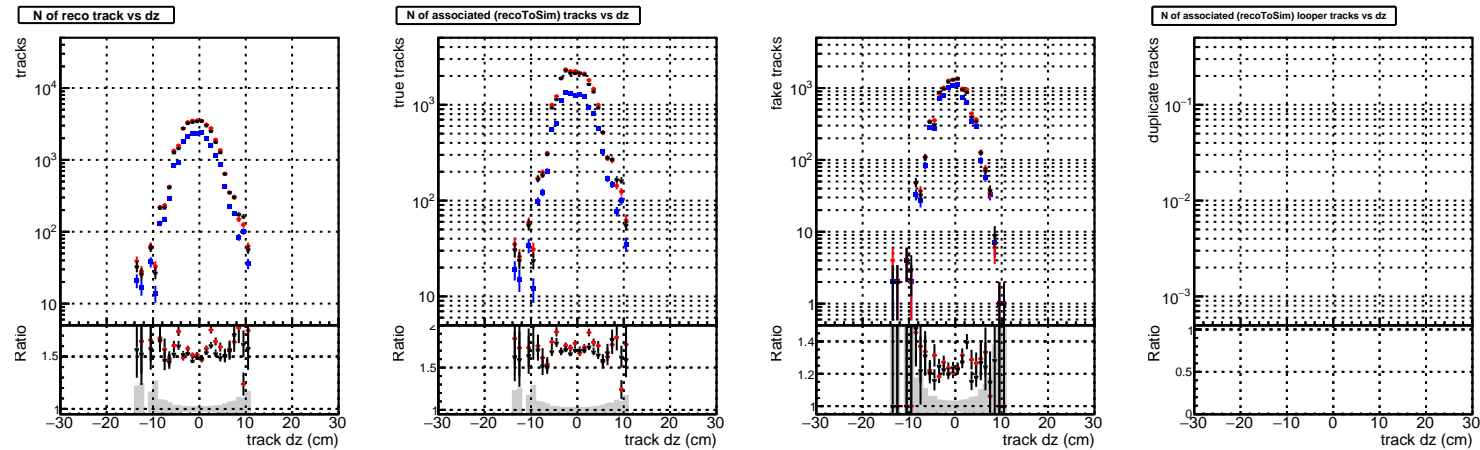 N of reco track vs dz
tracks
10^4
10^3
10^2
10
Ratio
1.5
1
−30 −20 −10 0 10 20 30
track dz (cm)
N of associated (recoToSim) tracks vs dz
true tracks
10^3
10^2
10
Ratio
2
1.5
1
−30 −20 −10 0 10 20 30
track dz (cm)
fake tracks
10^3
10^2
10
1
Ratio
1.4
1.2
1
−30 −20 −10 0 10 20 30
track dz (cm)
N of associated (recoToSim) looper tracks vs dz
duplicate tracks
10^−1
10^−2
10^−3
Ratio
1
0.5
0
−30 −20 −10 0 10 20 30
track dz (cm)